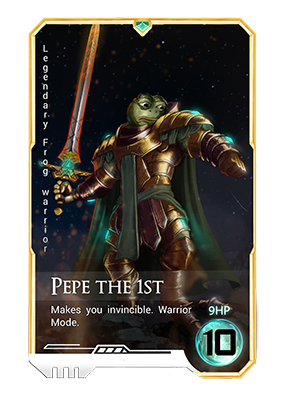 Legendary Frog warrior
PEPE THE 1ST
Makes you invincible. Warrior
Mode.
9HP
10